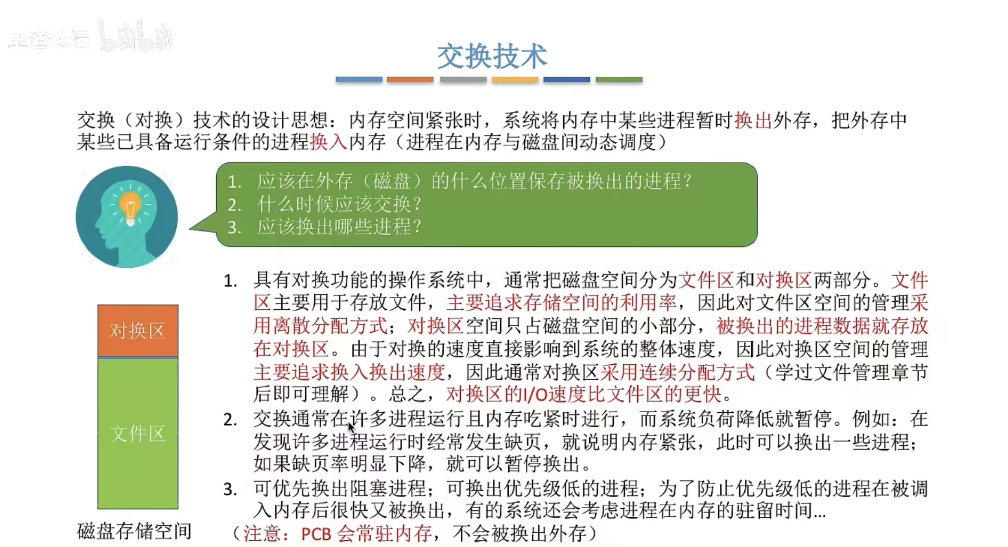 王道论坛 bilibili
交换技术
交换（对换）技术的设计思想：内存空间紧张时，系统将内存中某些进程暂时换出外存，把外存中
某些已具备运行条件的进程换入内存（进程在内存与磁盘间动态调度）
1. 应该在外存（磁盘）的什么位置保存被换出的进程？
2. 什么时候应该交换？
3. 应该换出哪些进程？
1. 具有对换功能的操作系统中，通常把磁盘空间分为文件区和对换区两部分。文件
区主要用于存放文件，主要追求存储空间的利用率，因此对文件区空间的管理采
用离散分配方式；对换区空间只占磁盘空间的小部分，被换出的进程数据就存放
在对换区。由于对换的速度直接影响到系统的整体速度，因此对换区空间的管理
主要追求换入换出速度，因此通常对换区采用连续分配方式（学过文件管理章节
后即可理解）。总之，对换区的I/O速度比文件区的更快。
2. 交换通常在许多进程运行且内存吃紧时进行，而系统负荷降低就暂停。例如：在
发现许多进程运行时经常发生缺页，就说明内存紧张，此时可以换出一些进程；
如果缺页率明显下降，就可以暂停换出。
3. 可优先换出阻塞进程；可换出优先级低的进程；为了防止优先级低的进程在被调
入内存后很快又被换出，有的系统还会考虑进程在内存的驻留时间…
（注意：PCB 会常驻内存，不会被换出外存）
对换区
文件区
磁盘存储空间